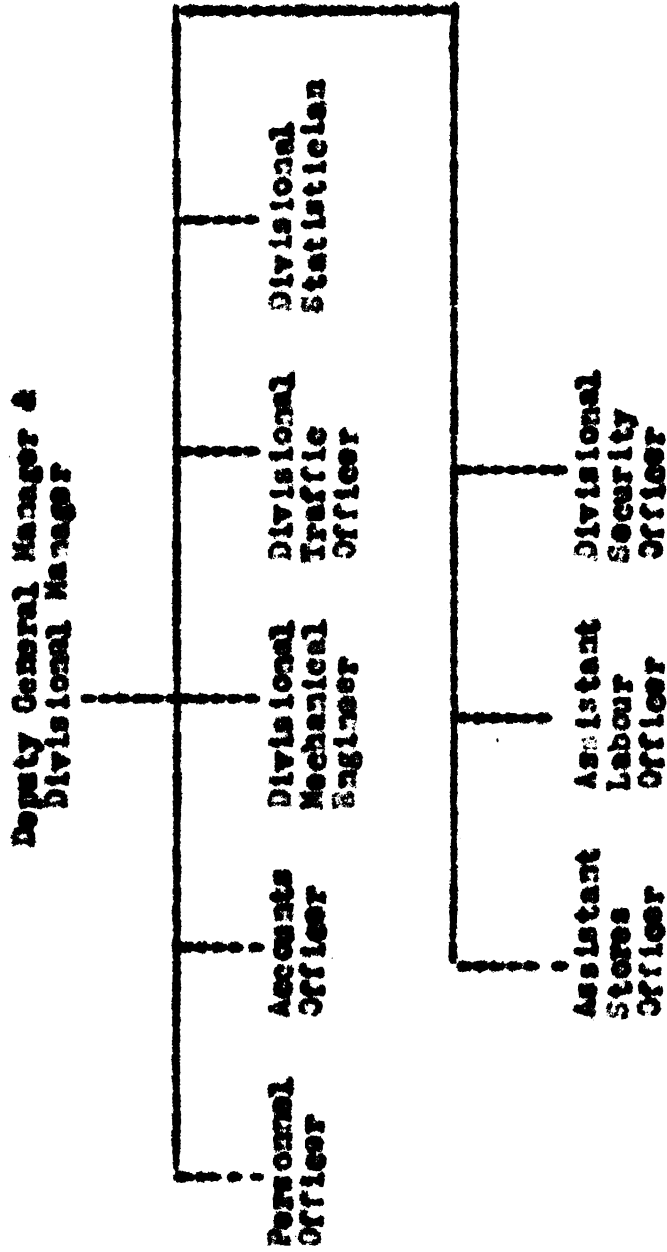 Deputy General Manager &
Divisional Manager
Personnel
Officer
Accounts
Officer
Divisional
Mechanical
Engineer
Divisional
Traffic
Officer
Divisional
Statistician
Assistant
Stores
Officer
Assistant
Labour
Officer
Divisional
Security
Officer